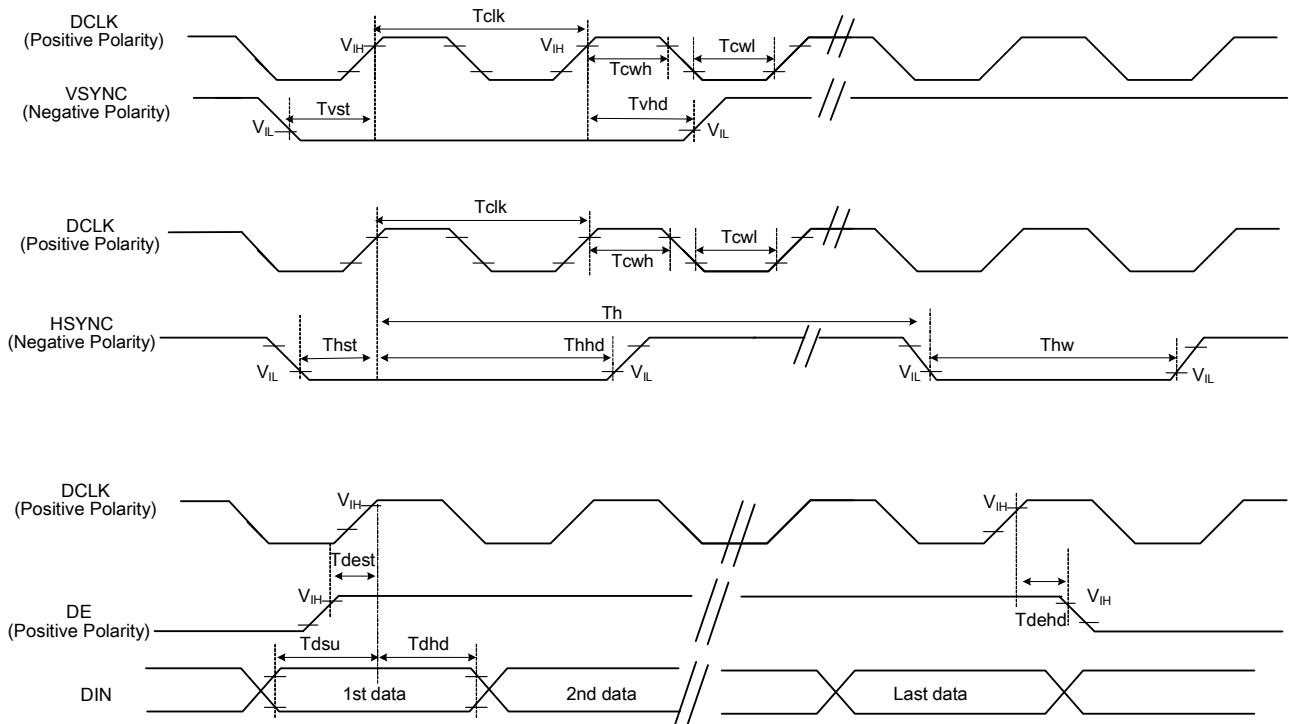 DCLK
(Positive Polarity)
Tclk
VIH
VIH
Tcwh
Tcwl
VSYNC
(Negative Polarity)
Tvst
Tvhd
VIL
VIL
DCLK
(Positive Polarity)
Tclk
Tcwh
Tcwl
HSYNC
(Negative Polarity)
Th
Thst
Thhd
Thw
VIL
VIL
VIL
VIL
DCLK
(Positive Polarity)
VIH
VIH
Tdest
DE
(Positive Polarity)
VIH
VIH
Tdehd
Tdsu
Tdhd
DIN
1st data
2nd data
Last data